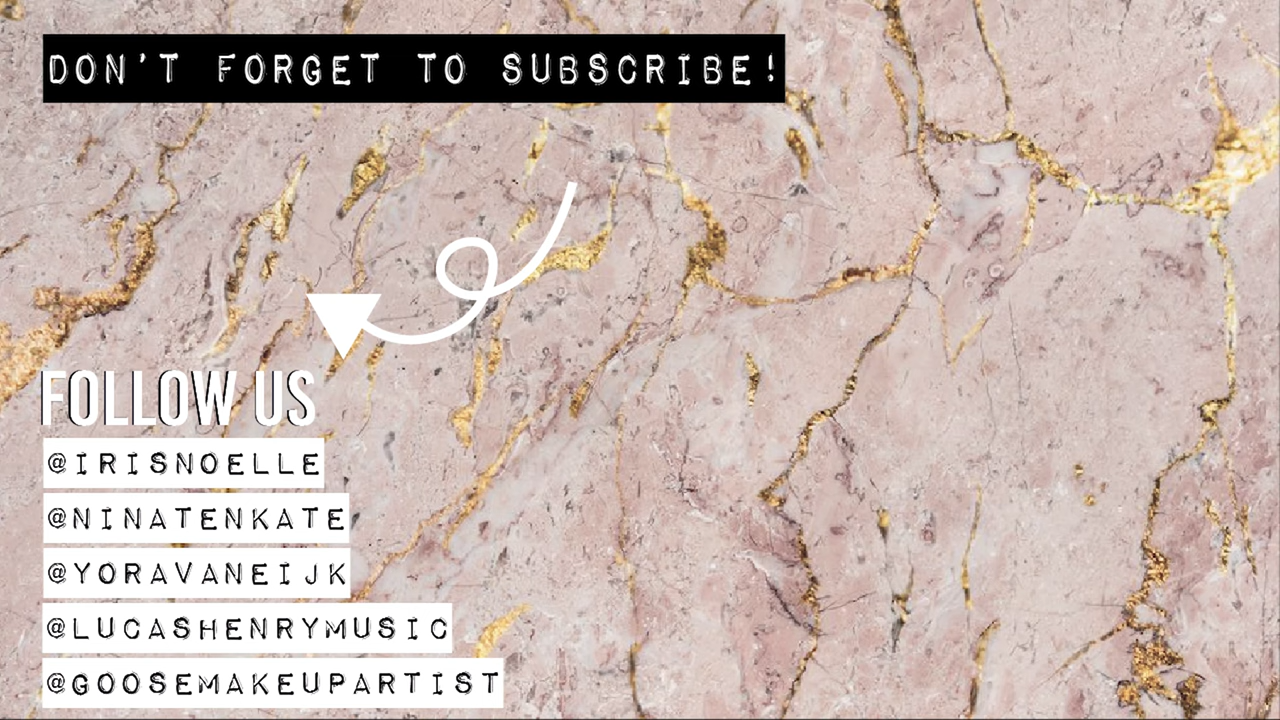 DON'T FORGET TO SUBSCRIBE!
FOLLOW US
@IRISNOELLE
@NINATENKATE
@YORAVANEIJK
@LUCASHENRYMUSIC
@GOOSEMAKEUPARTIST